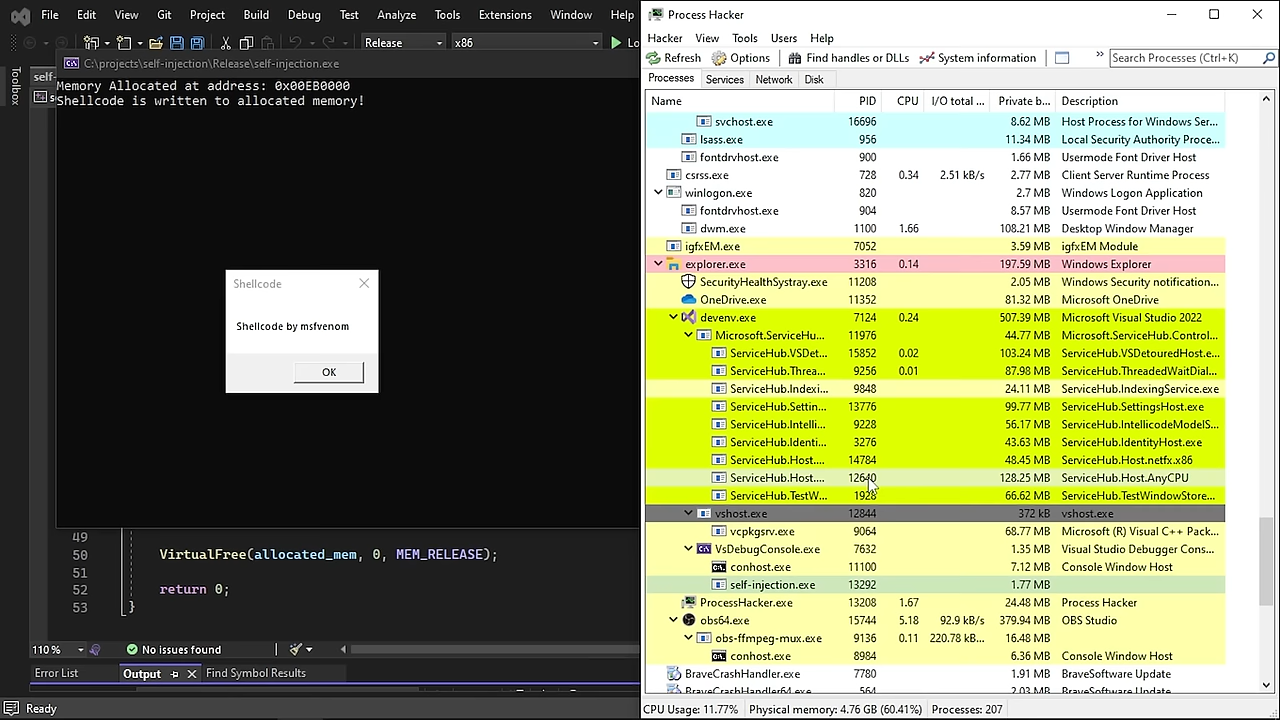 File Edit View Git Project Build Debug Test Analyze Tools Extensions Window Help
Release x86
Toolbox
C:\projects\self-injection\Release\self-injection.exe
Memory Allocated at address: 0x00EB0000
Shellcode is written to allocated memory!
Shellcode
Shellcode by msfvenom
OK
49
50 VirtualFree(allocated_mem, 0, MEM_RELEASE);
51
52 return 0;
53 }
110 % No issues found
Error List Output Find Symbol Results
Ready
Process Hacker
Hacker View Tools Users Help
Refresh Options Find handles or DLLs System information » Search Processes (Ctrl+K)
Processes Services Network Disk
Name PID CPU I/O total ... Private b... Description
svchost.exe 16696 8.62 MB Host Process for Windows Ser...
lsass.exe 956 11.34 MB Local Security Authority Proce...
fontdrvhost.exe 900 1.66 MB Usermode Font Driver Host
csrss.exe 728 0.34 2.51 kB/s 2.77 MB Client Server Runtime Process
winlogon.exe 820 2.7 MB Windows Logon Application
fontdrvhost.exe 904 8.57 MB Usermode Font Driver Host
dwm.exe 1100 1.66 108.21 MB Desktop Window Manager
igfxEM.exe 7052 3.59 MB igfxEM Module
explorer.exe 3316 0.14 197.59 MB Windows Explorer
SecurityHealthSystray.exe 11208 2.05 MB Windows Security notification...
OneDrive.exe 11352 81.32 MB Microsoft OneDrive
devenv.exe 7124 0.24 507.39 MB Microsoft Visual Studio 2022
Microsoft.ServiceHu... 11976 44.77 MB Microsoft.ServiceHub.Control...
ServiceHub.VSDet... 15852 0.02 103.24 MB ServiceHub.VSDetouredHost.e...
ServiceHub.Threa... 9256 0.01 87.98 MB ServiceHub.ThreadedWaitDial...
ServiceHub.Indexi... 9848 24.11 MB ServiceHub.IndexingService.exe
ServiceHub.Settin... 13776 99.77 MB ServiceHub.SettingsHost.exe
ServiceHub.Intelli... 9228 56.17 MB ServiceHub.IntellicodeModelS...
ServiceHub.Identi... 3276 43.63 MB ServiceHub.IdentityHost.exe
ServiceHub.Host.... 14784 48.45 MB ServiceHub.Host.netfx.x86
ServiceHub.Host.... 12640 128.25 MB ServiceHub.Host.AnyCPU
ServiceHub.TestW... 1928 66.62 MB ServiceHub.TestWindowStore...
vshost.exe 12844 372 kB vshost.exe
vcpkgsrv.exe 9064 68.77 MB Microsoft (R) Visual C++ Pack...
VsDebugConsole.exe 7632 1.35 MB Visual Studio Debugger Cons...
conhost.exe 11100 7.12 MB Console Window Host
self-injection.exe 13292 1.77 MB
ProcessHacker.exe 13208 1.67 24.48 MB Process Hacker
obs64.exe 15744 5.18 92.9 kB/s 379.94 MB OBS Studio
obs-ffmpeg-mux.exe 9136 0.11 220.78 kB... 16.48 MB
conhost.exe 8984 6.36 MB Console Window Host
BraveCrashHandler.exe 7780 1.91 MB BraveSoftware Update
BraveCrashHandler64.exe 564 2.03 MB BraveSoftware Update
CPU Usage: 11.77% Physical memory: 4.76 GB (60.41%) Processes: 207